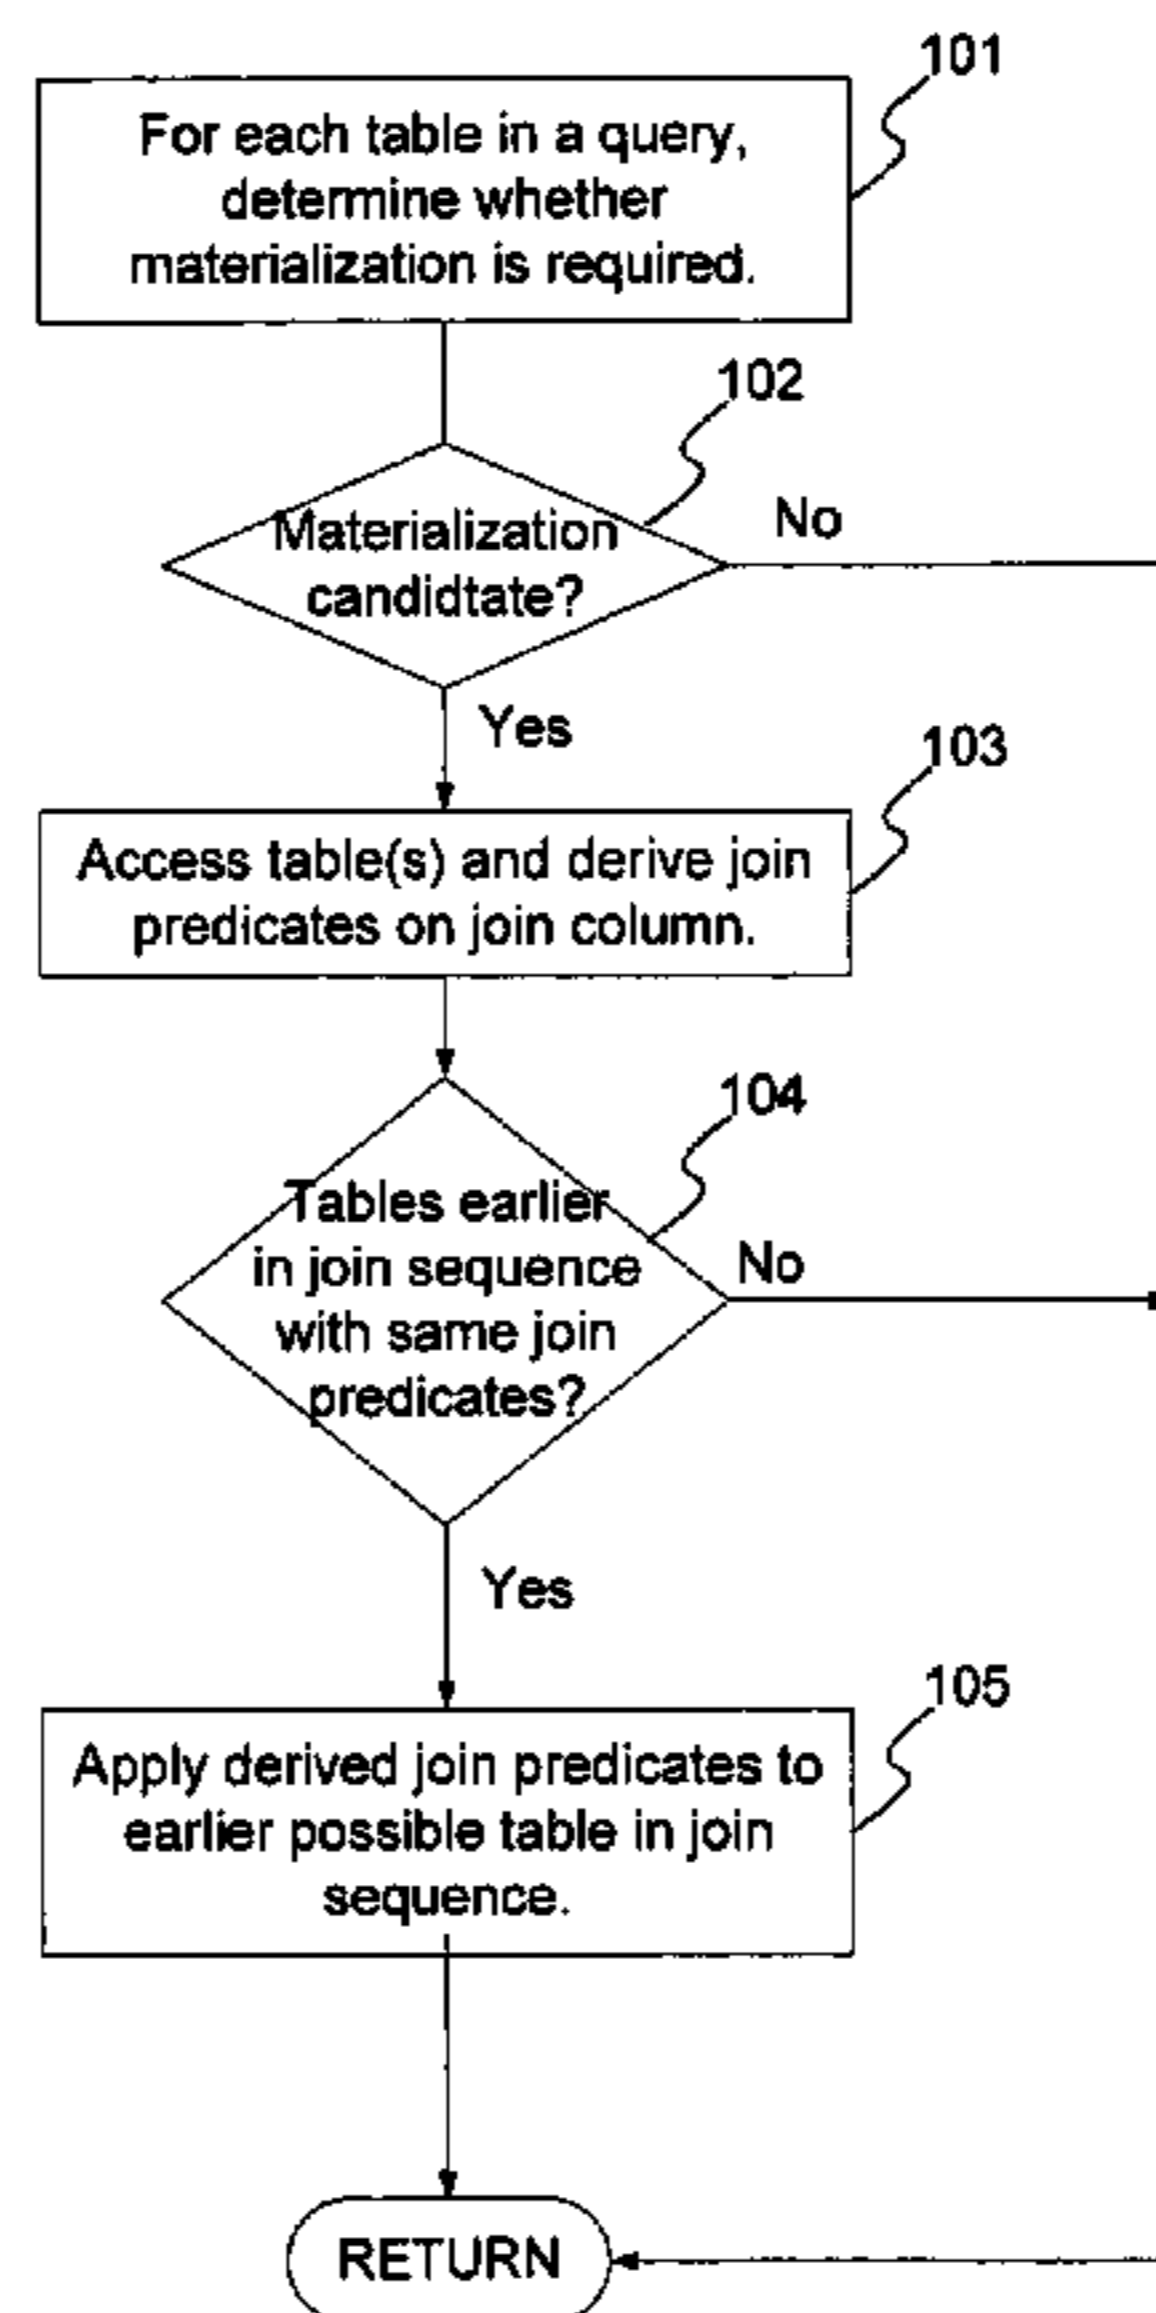 101
For each table in a query,
determine whether
materialization is required.
102
No
Materialization
candidtate?
Yes
103
Access table(s) and derive join
predicates on join column.
104
Tables earlier
in join sequence
with same join
predicates?
No
Yes
105
Apply derived join predicates to
earlier possible table in join
sequence.
RETURN